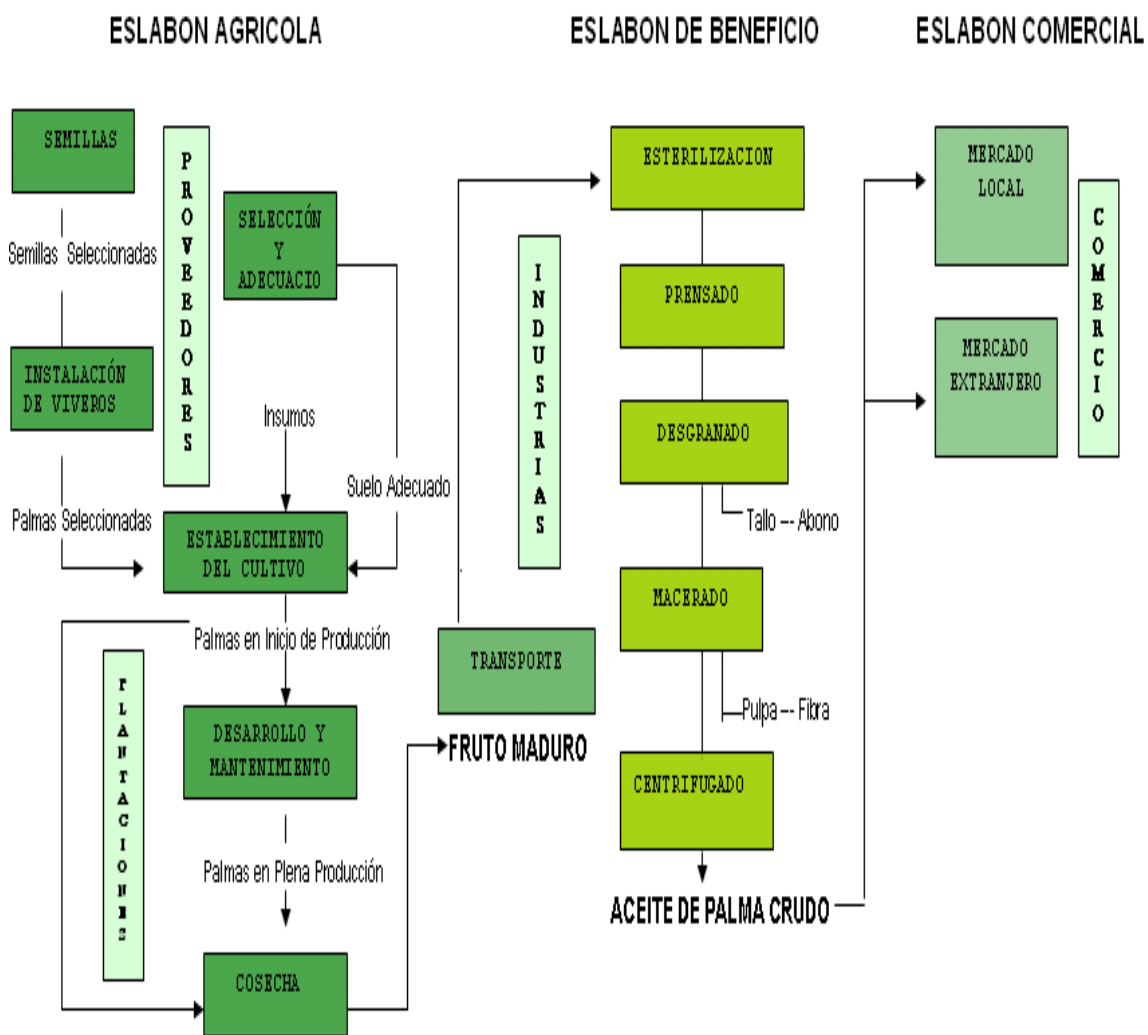 ESLABON AGRICOLA
ESLABON DE BENEFICIO
ESLABON COMERCIAL
SEMILLAS
Semillas Seleccionadas
INSTALACIÓN
DE VIVEROS
Palmas Seleccionadas
PROVEEDORES
SELECCIÓN
Y
ADECUACIO
Insumos
Suelo Adecuado
ESTABLECIMIENTO
DEL CULTIVO
Palmas en Inicio de Producción
PLANTACIONES
DESARROLLO Y
MANTENIMIENTO
Palmas en Plena Producción
COSECHA
TRANSPORTE
FRUTO MADURO
INDUSTRIAS
ESTERILIZACION
PRENSADO
DESGRANADO
Tallo --- Abono
MACERADO
Pulpa --- Fibra
CENTRIFUGADO
ACEITE DE PALMA CRUDO
MERCADO
LOCAL
MERCADO
EXTRANJERO
COMERCIO